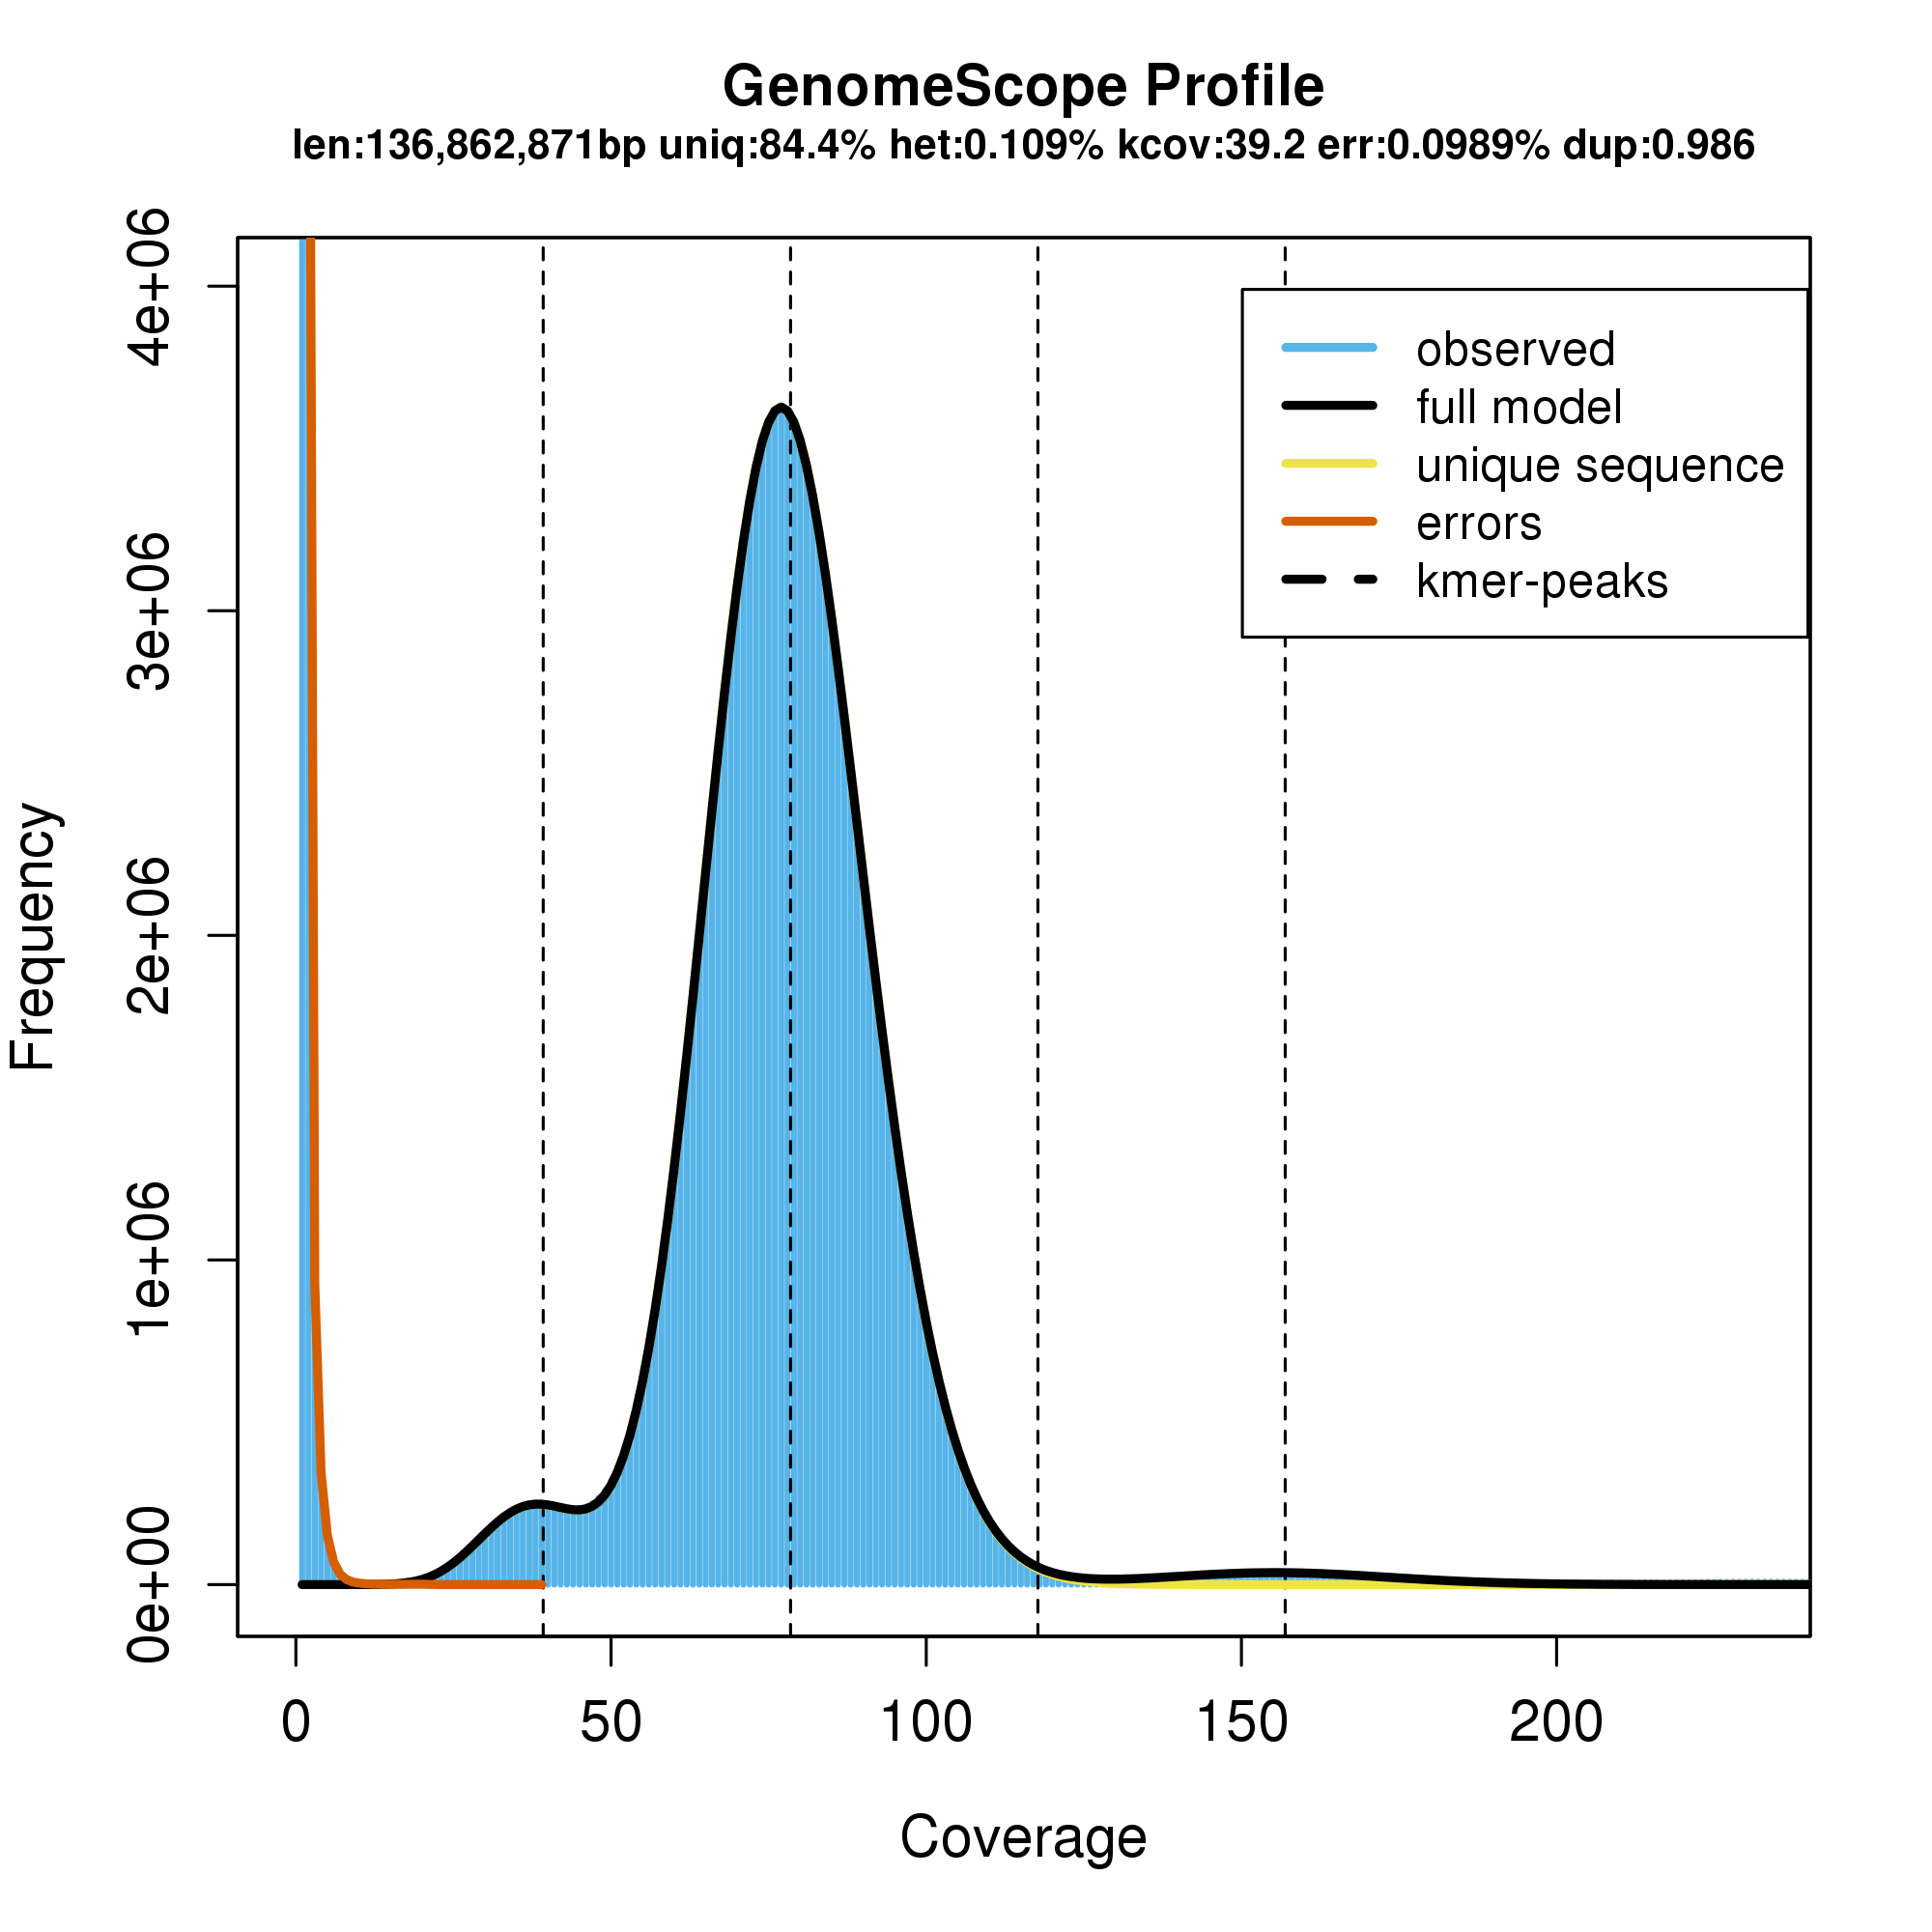 GenomeScope Profile
len:136,862,871bp uniq:84.4% het:0.109% kcov:39.2 err:0.0989% dup:0.986
observed
full model
unique sequence
errors
kmer-peaks
Frequency
4e+06
3e+06
2e+06
1e+06
0e+00
0 50 100 150 200
Coverage